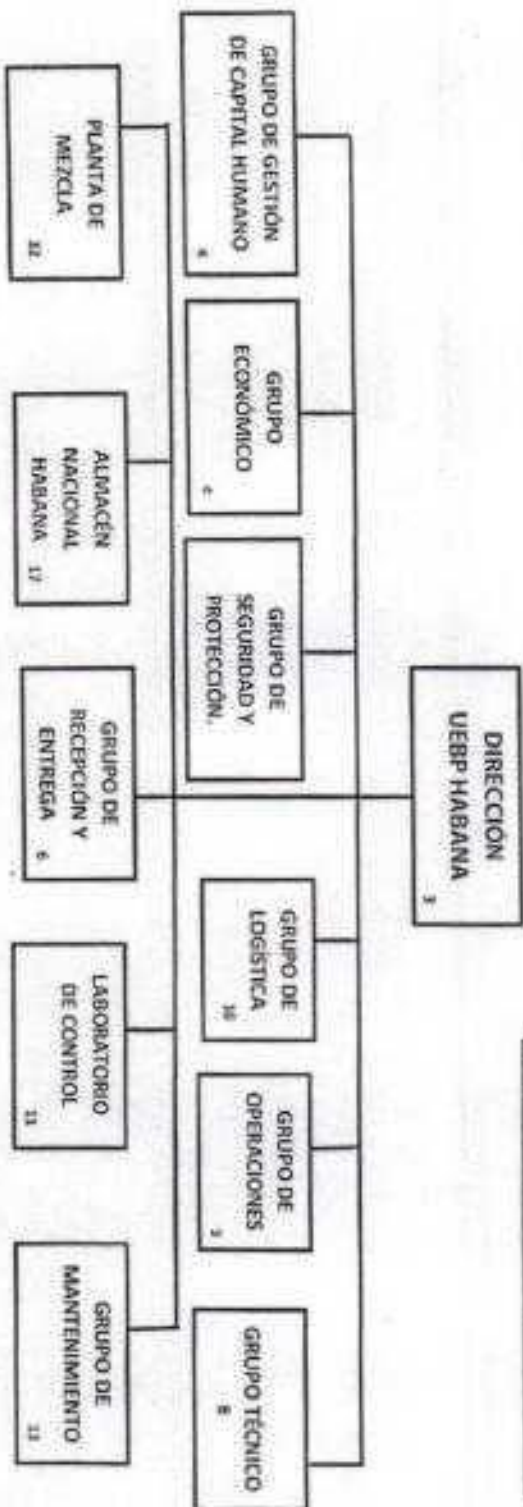 DIRECCIÓN
UEBP HABANA
3
GRUPO DE GESTIÓN
DE CAPITAL HUMANO
GRUPO
ECONÓMICO
GRUPO DE
SEGURIDAD Y
PROTECCIÓN.
GRUPO DE
LOGÍSTICA
10
GRUPO DE
OPERACIONES
GRUPO TÉCNICO
8
PLANTA DE
MEZCLA
ALMACÉN
NACIONAL
HABANA 17
GRUPO DE
RECEPCIÓN Y
ENTREGA 6
LABORATORIO
DE CONTROL
11
GRUPO DE
MANTENIMIENTO
13